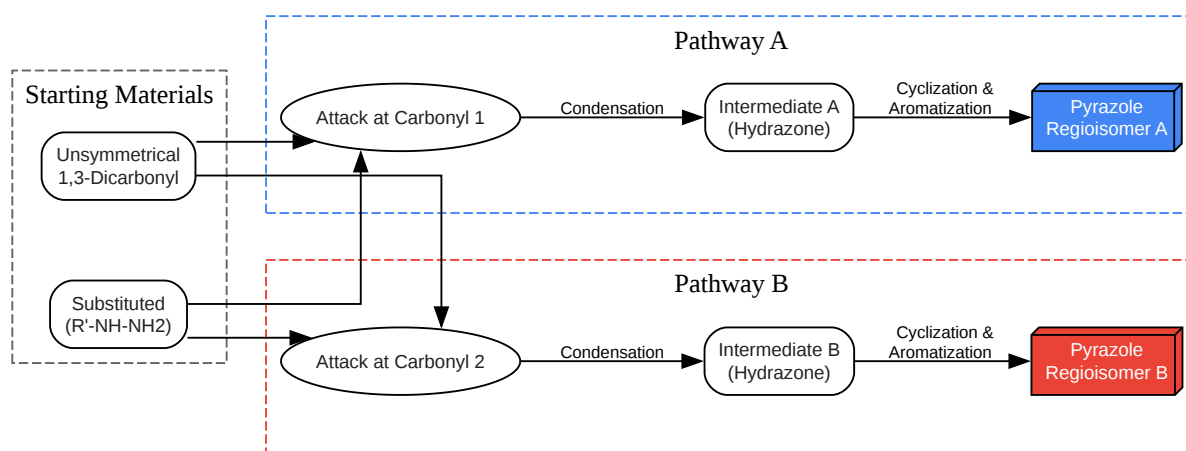 Pathway A
Starting Materials
Unsymmetrical
1,3-Dicarbonyl
Substituted
(R'-NH-NH2)
Attack at Carbonyl 1
Condensation
Intermediate A
(Hydrazone)
Cyclization &
Aromatization
Pyrazole
Regioisomer A
Pathway B
Attack at Carbonyl 2
Condensation
Intermediate B
(Hydrazone)
Cyclization &
Aromatization
Pyrazole
Regioisomer B